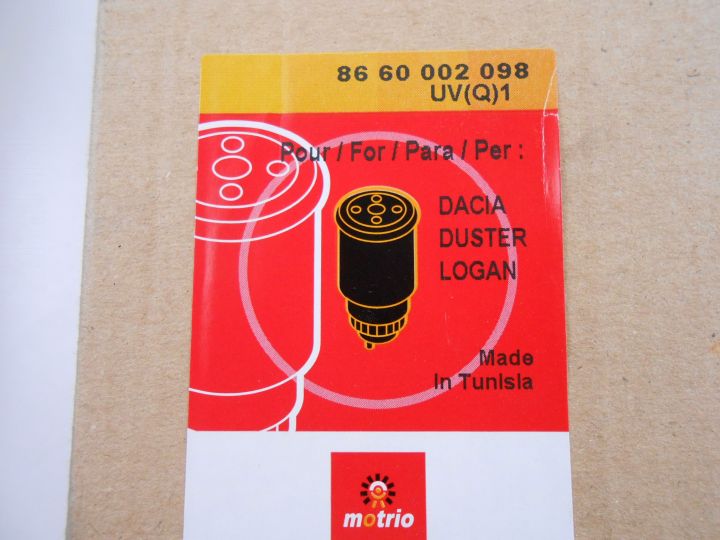 86 60 002 098
UV(Q)1
Pour / For / Para / Per :
DACIA
DUSTER
LOGAN
Made
In Tunisia
motrio